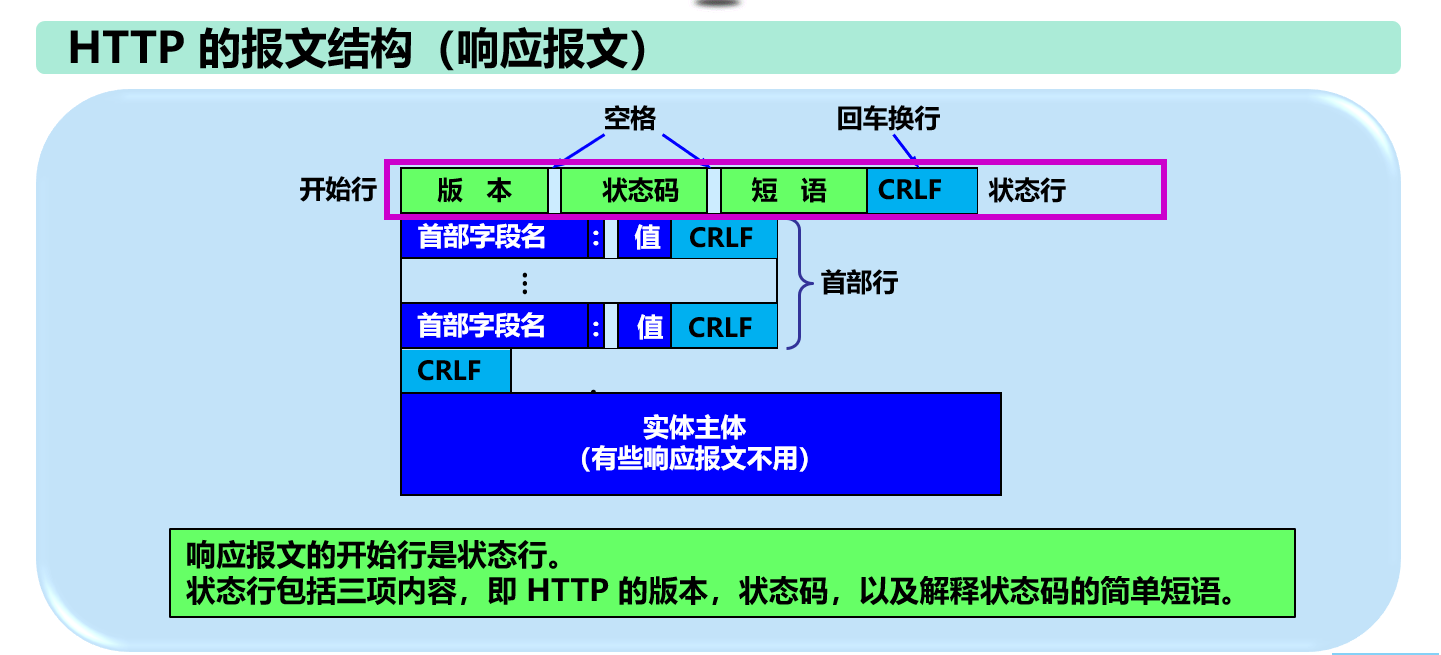 HTTP 的报文结构（响应报文）
空格 回车换行
开始行 版 本 状态码 短 语 CRLF 状态行
首部字段名 : 值 CRLF
⋮
首部行
首部字段名 : 值 CRLF
CRLF
实体主体
（有些响应报文不用）
响应报文的开始行是状态行。
状态行包括三项内容，即 HTTP 的版本，状态码，以及解释状态码的简单短语。